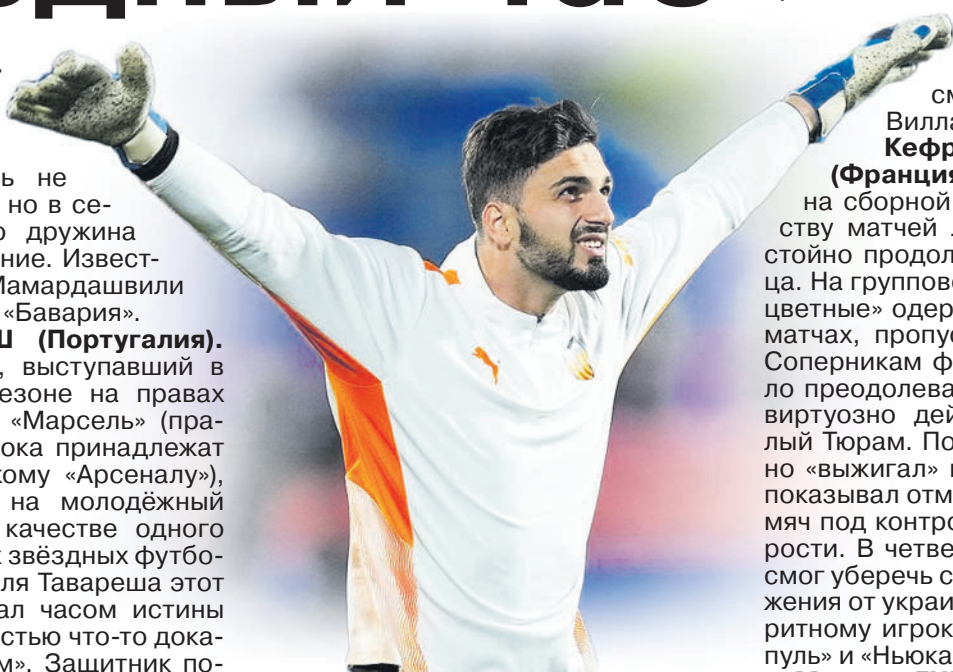 дный час
ь не
но в се-
о дружина
ние. Извест-
Мамардашвили
«Бавария».
Ш (Португалия).
, выступавший в
езоне на правах
«Марсель» (пра-
ока принадлежат
кому «Арсеналу»),
на молодёжный
качестве одного
х звёздных футбо-
ля Тавареша этот
ал часом истины
стью что-то дока-
м». Защитник по-
см
Вилла
Кефр
(Франция
на сборной
ству матчей
стойно продол
ца. На группово
цветные» одер
матчах, пропус
Соперникам ф
ло преодолева
виртуозно дей
лый Тюрам. По
но «выжигал»
показывал отм
мяч под контро
рости. В четве
смог уберечь с
жения от украи
ритному игрок
пуль» и «Ньюка